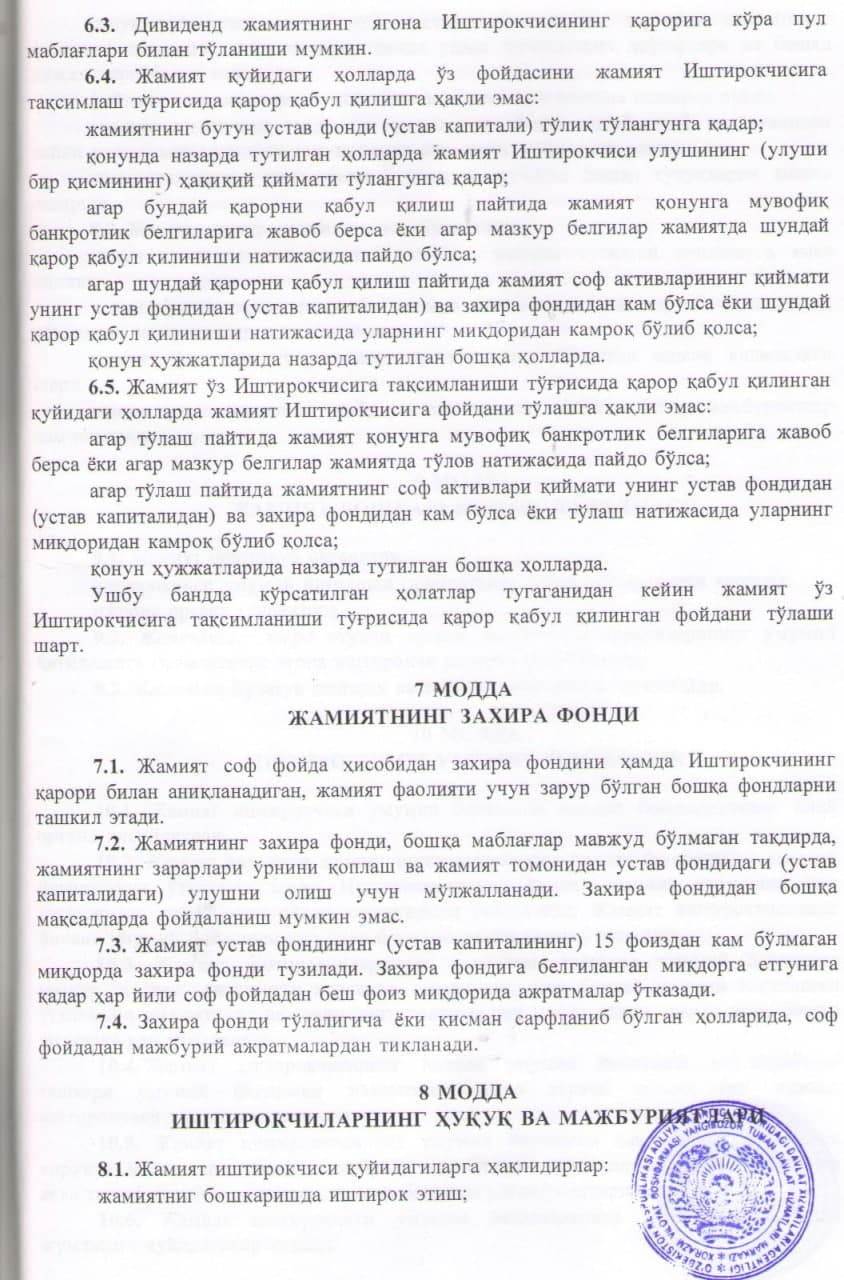 6.3. Дивиденд жамиятнинг ягона Иштирокчисининг қарорига кўра пул
маблағлари билан тўланиши мумкин.
6.4. Жамият қуйидаги ҳолларда ўз фойдасини жамият Иштирокчисига
тақсимлаш тўғрисида қарор қабул қилишга ҳақли эмас:
жамиятнинг бутун устав фонди (устав капитали) тўлиқ тўлангунга қадар;
қонунда назарда тутилган ҳолларда жамият Иштирокчиси улушининг (улуши
бир қисмининг) ҳақиқий қиймати тўлангунга қадар;
агар бундай қарорни қабул қилиш пайтида жамият қонунга мувофиқ
банкротлик белгиларига жавоб берса ёки агар мазкур белгилар жамиятда шундай
қарор қабул қилиниши натижасида пайдо бўлса;
агар шундай қарорни қабул қилиш пайтида жамият соф активларининг қиймати
унинг устав фондидан (устав капиталидан) ва захира фондидан кам бўлса ёки шундай
қарор қабул қилиниши натижасида уларнинг миқдоридан камроқ бўлиб қолса;
қонун ҳужжатларида назарда тутилган бошқа ҳолларда.
6.5. Жамият ўз Иштирокчисига тақсимланиши тўғрисида қарор қабул қилинган
қуйидаги ҳолларда жамият Иштирокчисига фойдани тўлашга ҳақли эмас:
агар тўлаш пайтида жамият қонунга мувофиқ банкротлик белгиларига жавоб
берса ёки агар мазкур белгилар жамиятда тўлов натижасида пайдо бўлса;
агар тўлаш пайтида жамиятнинг соф активлари қиймати унинг устав фондидан
(устав капиталидан) ва захира фондидан кам бўлса ёки тўлаш натижасида уларнинг
миқдоридан камроқ бўлиб қолса;
қонун ҳужжатларида назарда тутилган бошқа ҳолларда.
Ушбу бандда кўрсатилган ҳолатлар тугаганидан кейин жамият ўз
Иштирокчисига тақсимланиши тўғрисида қарор қабул қилинган фойдани тўлаши
шарт.
7 МОДДА
ЖАМИЯТНИНГ ЗАХИРА ФОНДИ
7.1. Жамият соф фойда ҳисобидан захира фондини ҳамда Иштирокчининг
қарори билан аниқланадиган, жамият фаолияти учун зарур бўлган бошқа фондларни
ташкил этади.
7.2. Жамиятнинг захира фонди, бошқа маблағлар мавжуд бўлмаган тақдирда,
жамиятнинг зарарлари ўрнини қоплаш ва жамият томонидан устав фондидаги (устав
капиталидаги) улушни олиш учун мўлжалланади. Захира фондидан бошқа
мақсадларда фойдаланиш мумкин эмас.
7.3. Жамият устав фондининг (устав капиталининг) 15 фоиздан кам бўлмаган
миқдорда захира фонди тузилади. Захира фондига белгиланган миқдорга етгунига
қадар ҳар йили соф фойдадан беш фоиз миқдорида ажратмалар ўтказади.
7.4. Захира фонди тўлалигича ёки қисман сарфланиб бўлган ҳолларида, соф
фойдадан мажбурий ажратмалардан тикланади.
8 МОДДА
ИШТИРОКЧИЛАРНИНГ ҲУҚУҚ ВА МАЖБУРИЯТЛАРИ
8.1. Жамият иштирокчиси қуйидагиларга ҳақлидирлар:
жамиятнинг бошкаришда иштирок этиш;